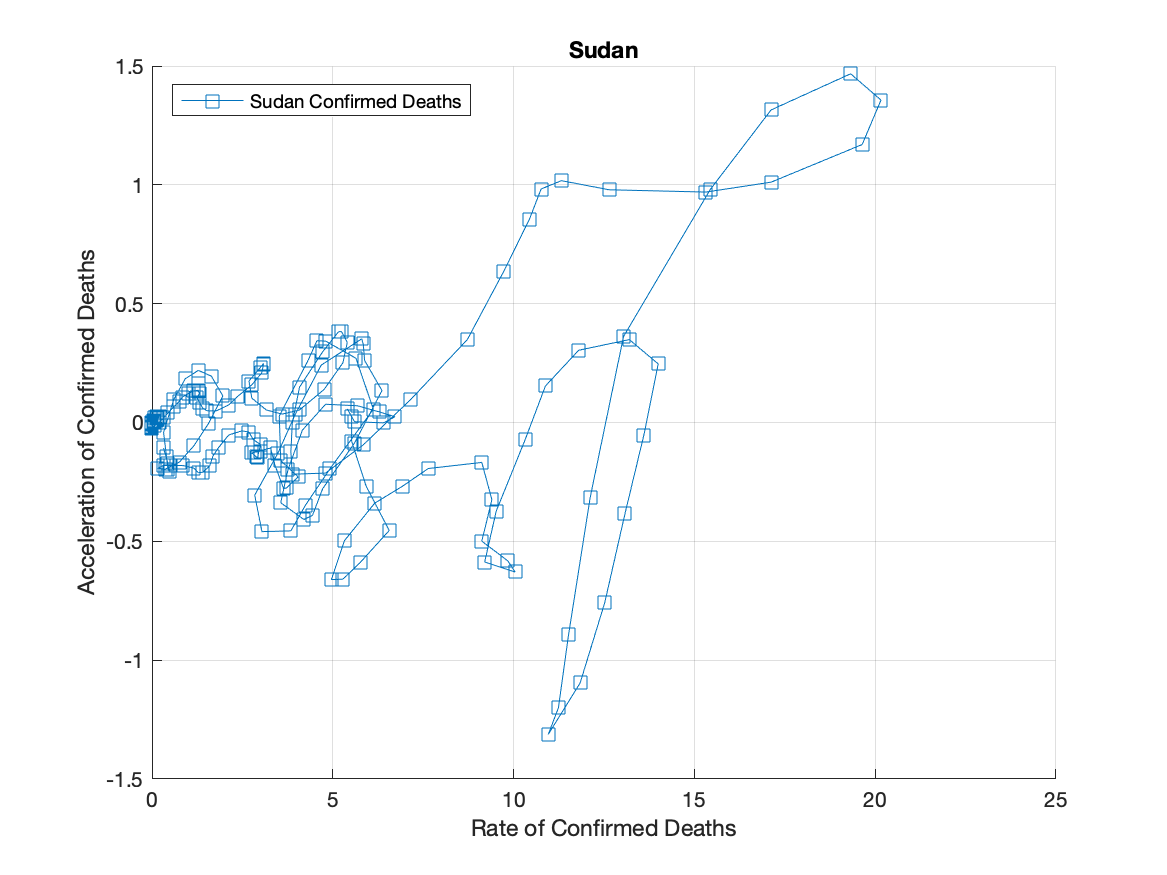 Sudan
Sudan Confirmed Deaths
1.5
1
0.5
0
-0.5
-1
-1.5
0 5 10 15 20 25
Rate of Confirmed Deaths
Acceleration of Confirmed Deaths